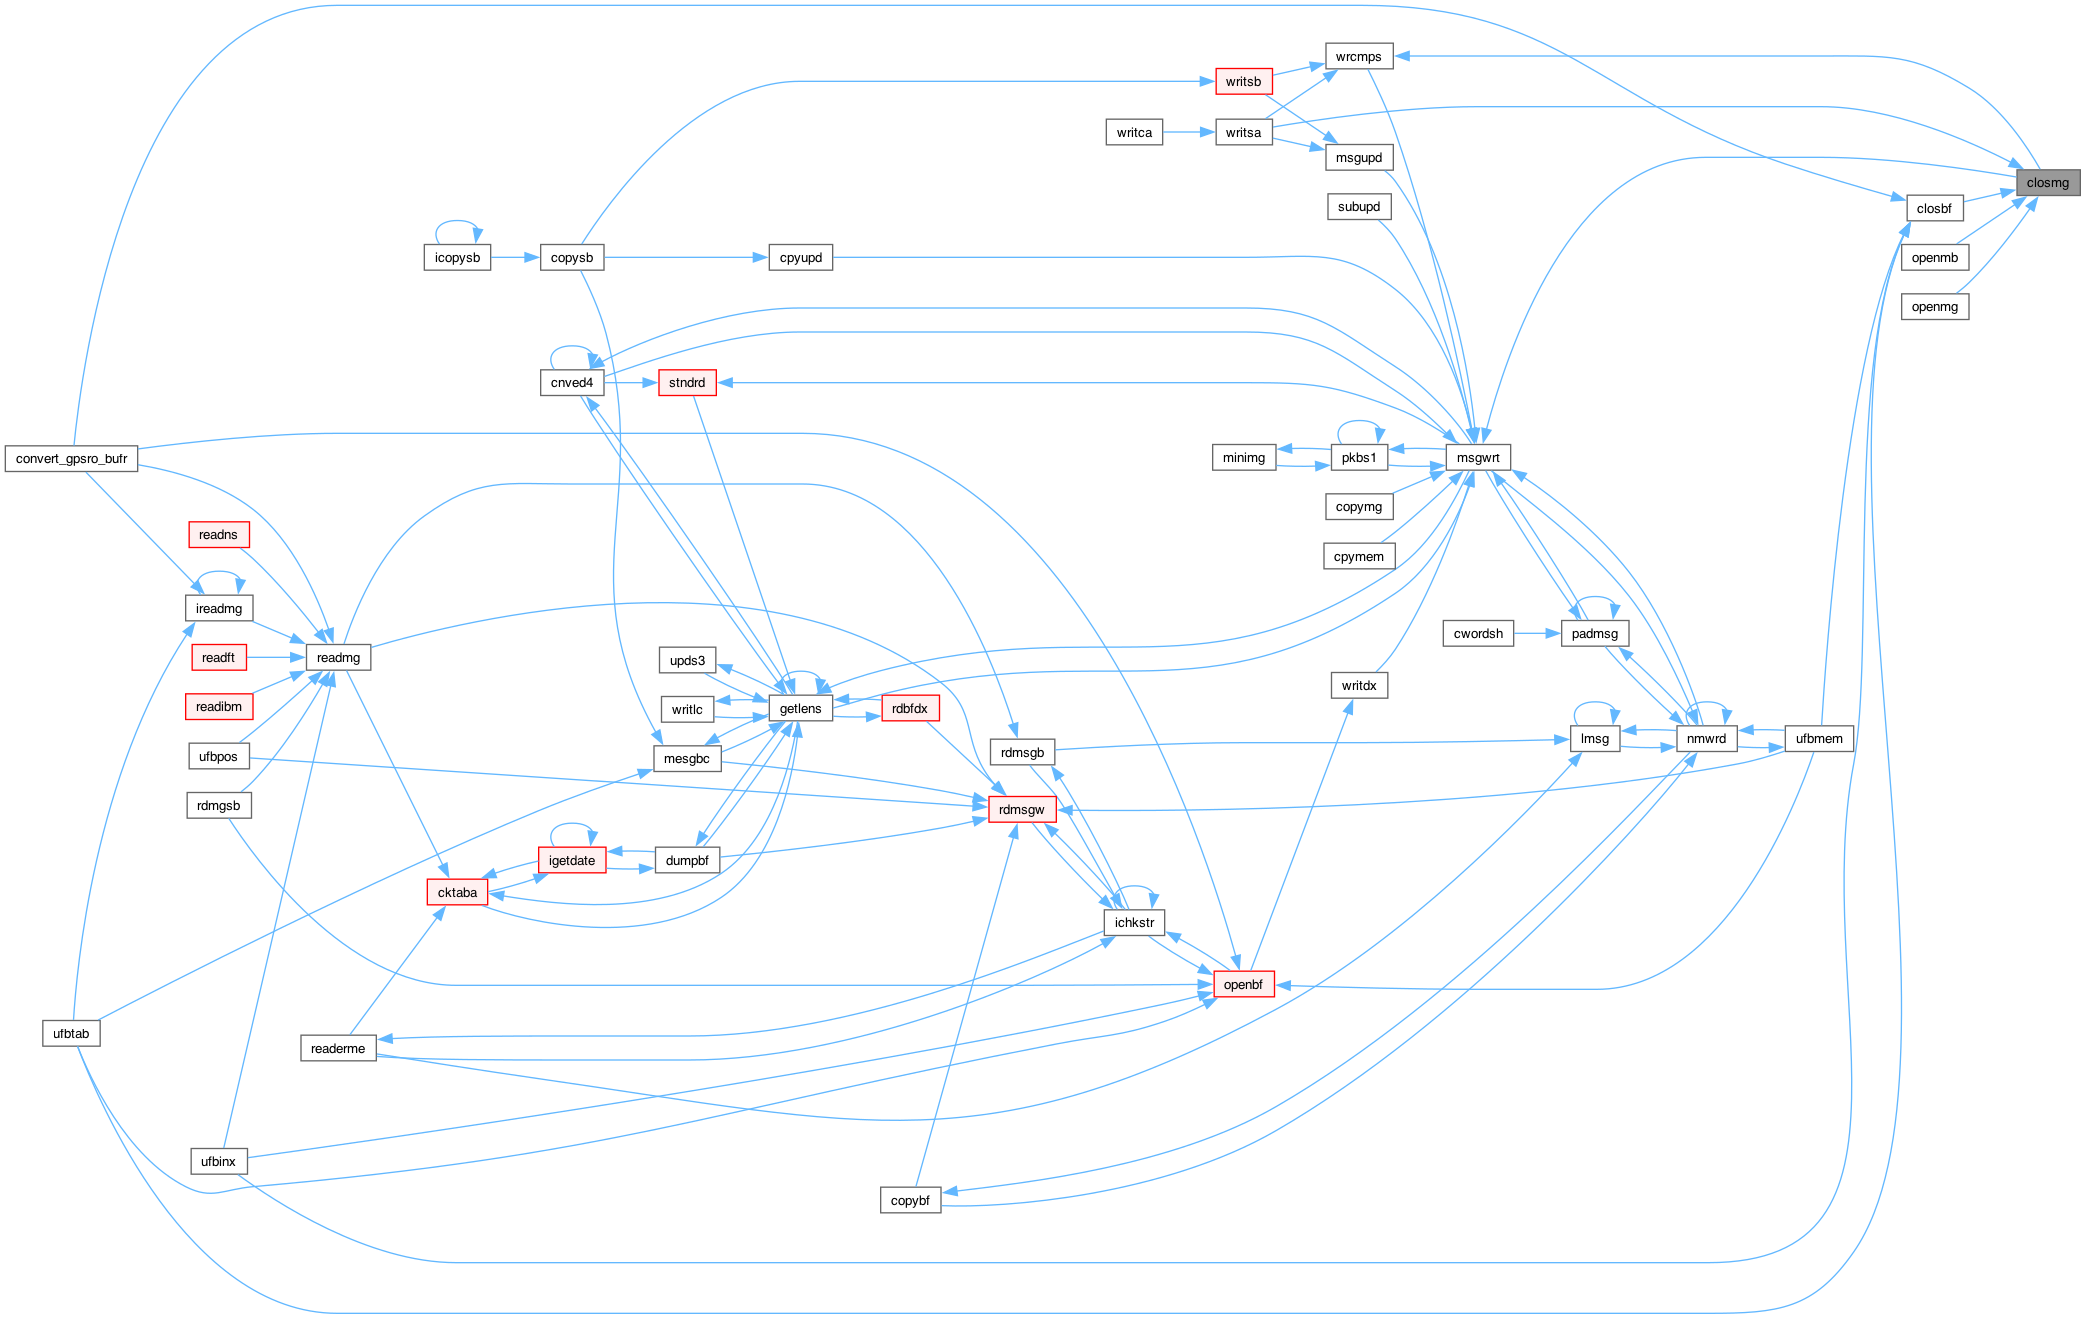 wrcmps
writsb
writca
writsa
msgupd
closmg
subupd
closbf
icopysb
copysb
cpyupd
openmb
openmg
cnved4
stndrd
convert_gpsro_bufr
minimg
pkbs1
msgwrt
copymg
readns
cpymem
ireadmg
cwordsh
padmsg
readft
readmg
upds3
writdx
readibm
writlc
getlens
rdbfdx
lmsg
nmwrd
ufbmem
ufbpos
mesgbc
rdmsgb
rdmgsb
rdmsgw
igetdate
dumpbf
cktaba
ichkstr
openbf
ufbtab
readerme
ufbinx
copybf